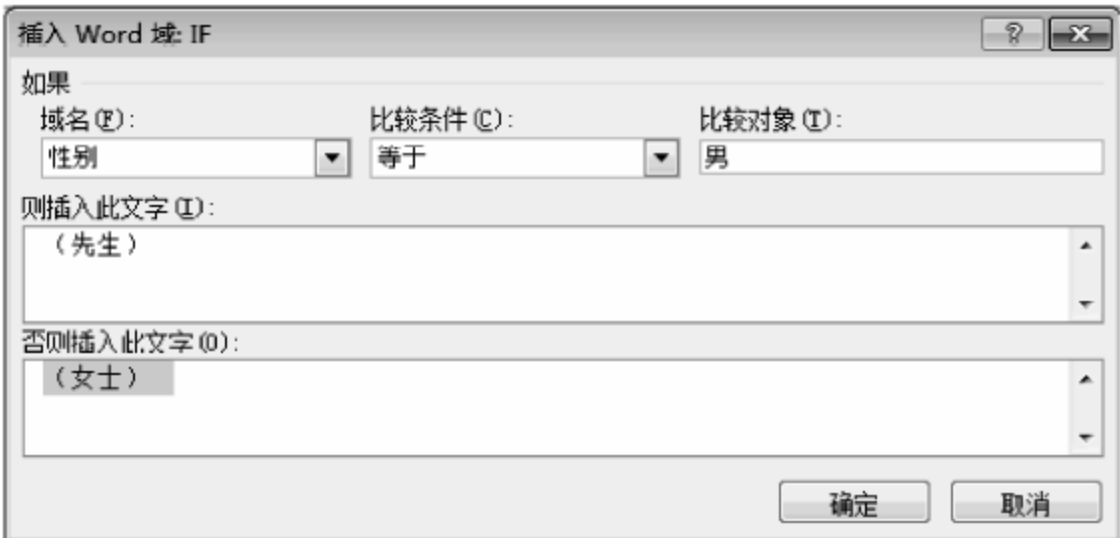 插入 Word 域: IF
如果
域名(F): 比较条件(C): 比较对象(T):
性别 等于 男
则插入此文字(I):
（先生）
否则插入此文字(O):
（女士）
确定 取消